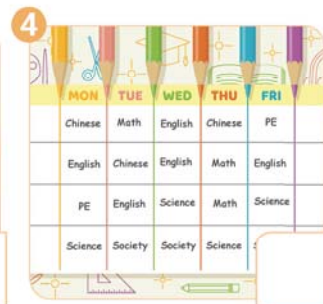 4
MON TUE WED THU FRI
Chinese Math English Chinese PE
English Chinese English Math English
PE English Science Math Science
Science Society Society Science